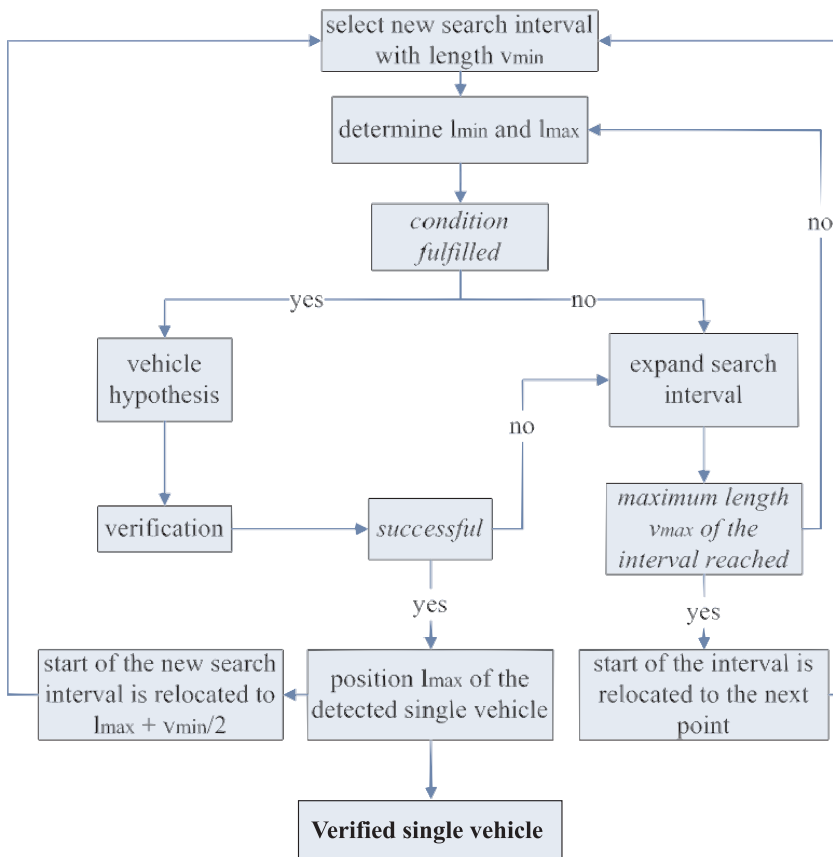 select new search interval
with length vmin
determine lmin and lmax
condition
fulfilled
no
yes
no
vehicle
hypothesis
expand search
interval
no
verification
successful
maximum length
vmax of the
interval reached
yes
yes
start of the new search
interval is relocated to
lmax + vmin/2
position lmax of the
detected single vehicle
start of the interval is
relocated to the next
point
Verified single vehicle